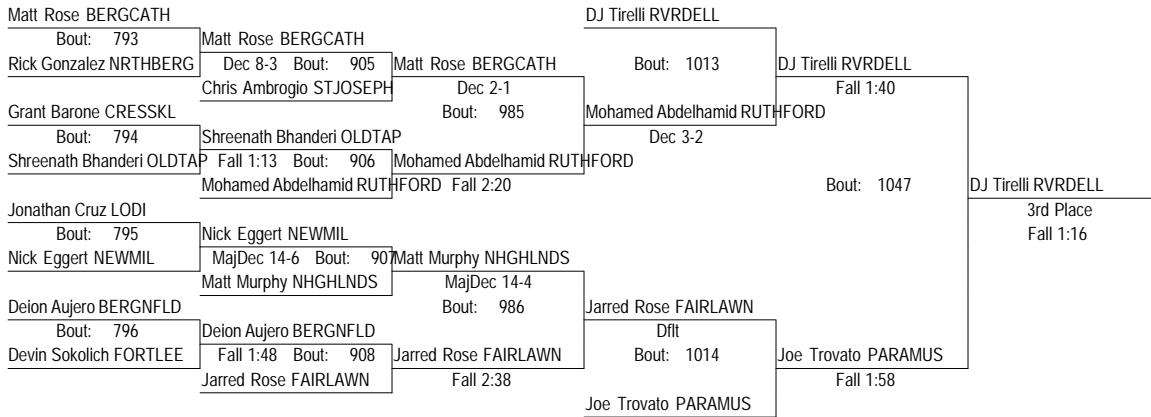 Matt Rose BERGCATH
DJ Tirelli RVRDELL
Bout: 793
Matt Rose BERGCATH
Rick Gonzalez NRTHBERG
Dec 8-3 Bout: 905
Matt Rose BERGCATH
Bout: 1013
DJ Tirelli RVRDELL
Chris Ambrogio STJOSEPH
Dec 2-1
Fall 1:40
Grant Barone CRESSKL
Bout: 985
Mohamed Abdelhamid RUTHFORD
Bout: 794
Shreenath Bhanderi OLDTAP
Dec 3-2
Shreenath Bhanderi OLDTAP
Fall 1:13 Bout: 906
Mohamed Abdelhamid RUTHFORD
Mohamed Abdelhamid RUTHFORD
Fall 2:20
Bout: 1047
DJ Tirelli RVRDELL
Jonathan Cruz LODI
3rd Place
Bout: 795
Nick Eggert NEWMIL
Fall 1:16
Nick Eggert NEWMIL
MajDec 14-6 Bout: 907
Matt Murphy NHGHLNDS
Matt Murphy NHGHLNDS
MajDec 14-4
Deion Aujero BERGNFLD
Bout: 986
Jarred Rose FAIRLAWN
Bout: 796
Deion Aujero BERGNFLD
Dflt
Devin Sokolich FORTLEE
Fall 1:48 Bout: 908
Jarred Rose FAIRLAWN
Bout: 1014
Joe Trovato PARAMUS
Jarred Rose FAIRLAWN
Fall 2:38
Fall 1:58
Joe Trovato PARAMUS